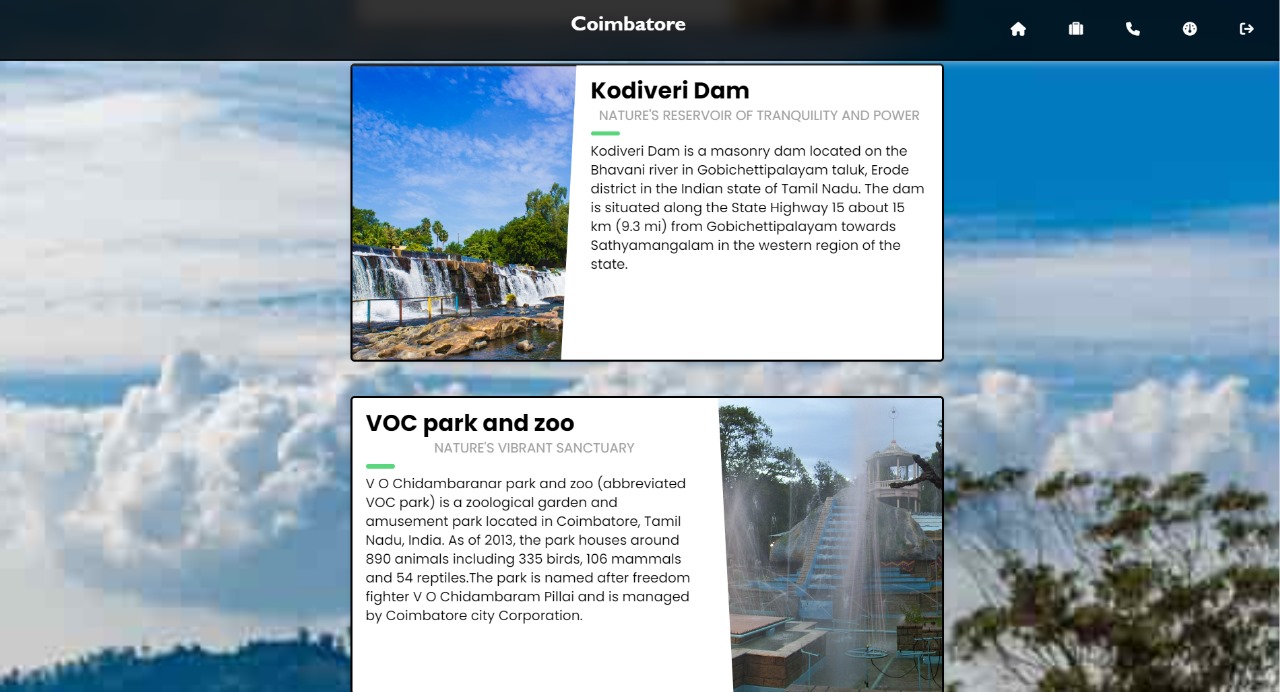 Coimbatore
Kodiveri Dam
NATURE'S RESERVOIR OF TRANQUILITY AND POWER
Kodiveri Dam is a masonry dam located on the
Bhavani river in Gobichettipalayam taluk, Erode
district in the Indian state of Tamil Nadu. The dam
is situated along the State Highway 15 about 15
km (9.3 mi) from Gobichettipalayam towards
Sathyamangalam in the western region of the
state.
VOC park and zoo
NATURE'S VIBRANT SANCTUARY
V O Chidambaranar park and zoo (abbreviated
VOC park) is a zoological garden and
amusement park located in Coimbatore, Tamil
Nadu, India. As of 2013, the park houses around
890 animals including 335 birds, 106 mammals
and 54 reptiles.The park is named after freedom
fighter V O Chidambaram Pillai and is managed
by Coimbatore city Corporation.